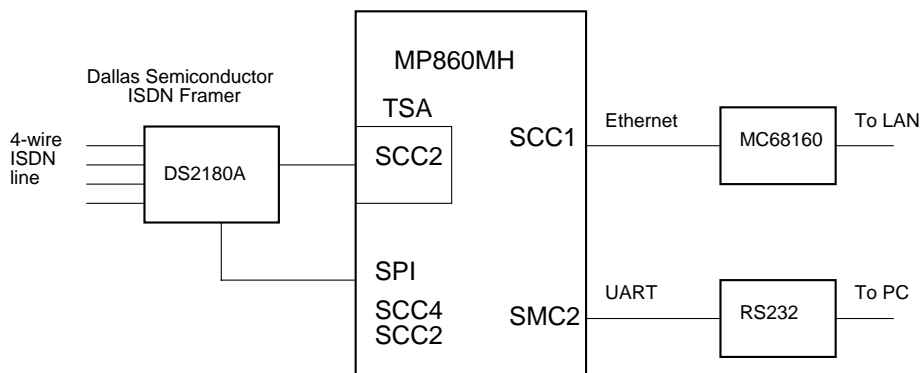 MP860MH
Dallas Semiconductor
ISDN Framer
4-wire
ISDN
line
DS2180A
TSA
SCC2
SPI
SCC4
SCC2
SCC1
Ethernet
MC68160
To LAN
SMC2
UART
RS232
To PC